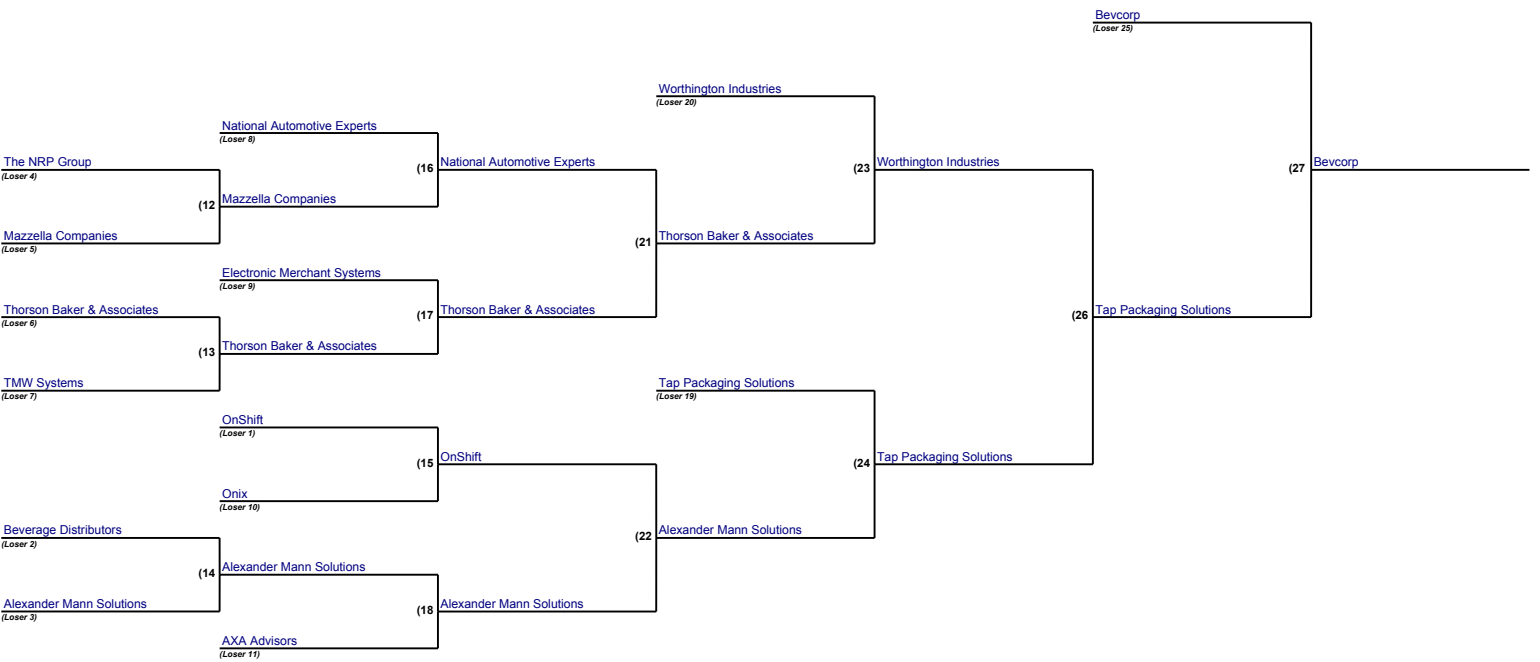 Bevcorp
(Loser 25)
Worthington Industries
(Loser 20)
National Automotive Experts
(Loser 8)
The NRP Group
(Loser 4)
(16
National Automotive Experts
(23
Worthington Industries
(27
Bevcorp
(12
Mazzella Companies
Mazzella Companies
(Loser 5)
(21
Thorson Baker & Associates
Electronic Merchant Systems
(Loser 9)
Thorson Baker & Associates
(Loser 6)
(17
Thorson Baker & Associates
(26
Tap Packaging Solutions
(13
Thorson Baker & Associates
TMW Systems
(Loser 7)
Tap Packaging Solutions
(Loser 19)
OnShift
(Loser 1)
(15
OnShift
(24
Tap Packaging Solutions
Onix
(Loser 10)
Beverage Distributors
(Loser 2)
(22
Alexander Mann Solutions
(14
Alexander Mann Solutions
Alexander Mann Solutions
(Loser 3)
(18
Alexander Mann Solutions
AXA Advisors
(Loser 11)